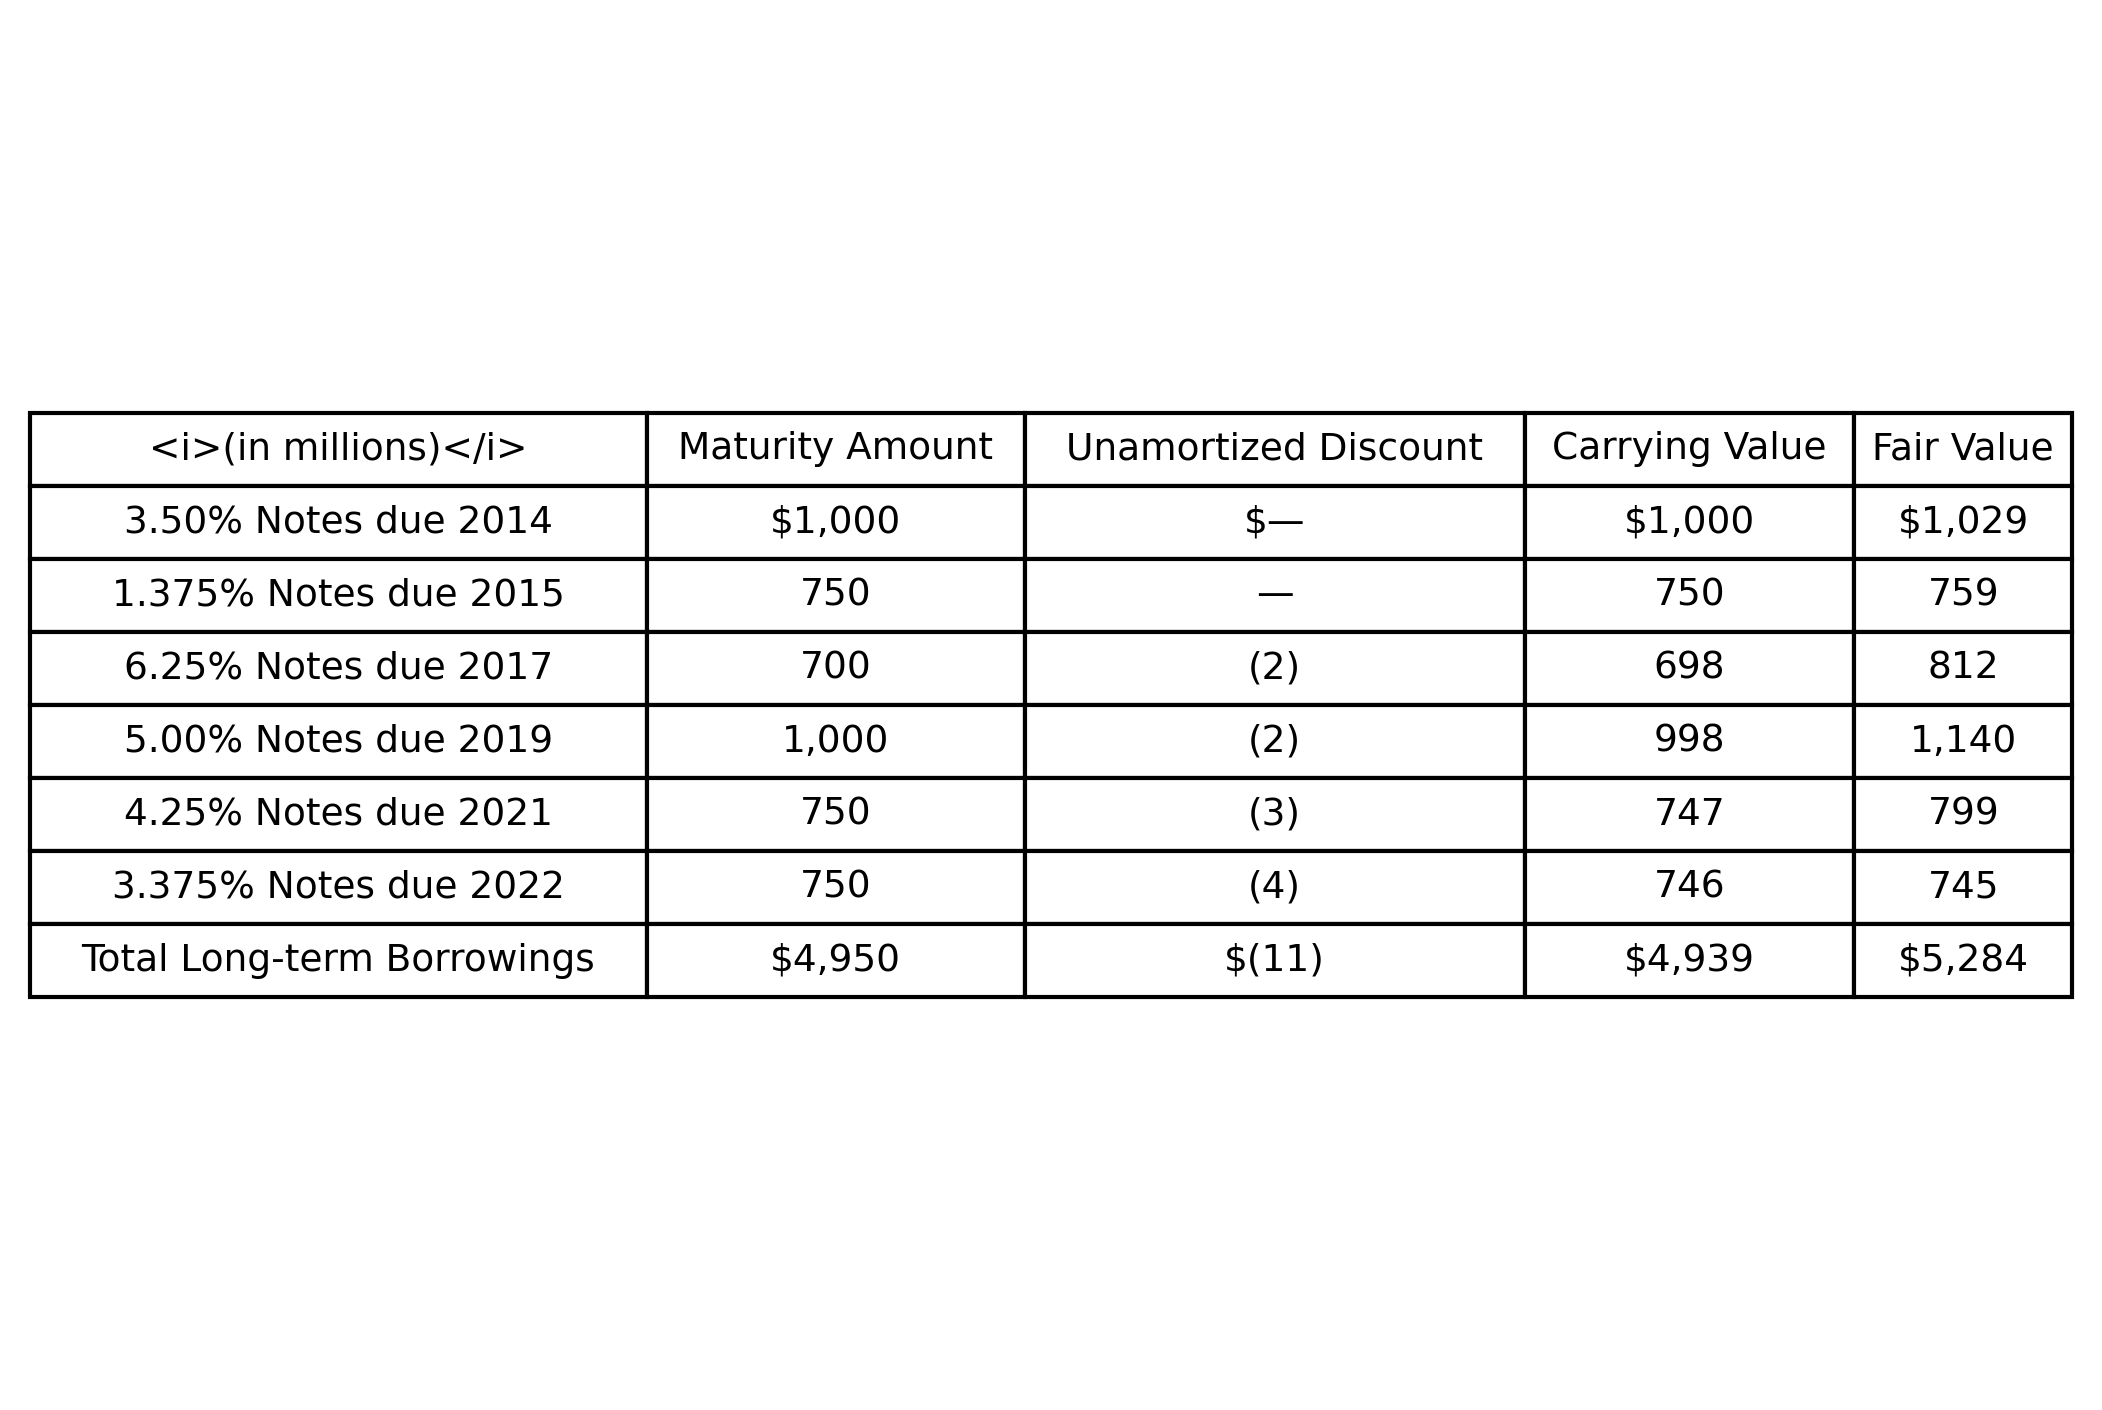 <i>(in millions)</i> Maturity Amount Unamortized Discount Carrying Value Fair Value
3.50% Notes due 2014 $1,000 $— $1,000 $1,029
1.375% Notes due 2015 750 — 750 759
6.25% Notes due 2017 700 (2) 698 812
5.00% Notes due 2019 1,000 (2) 998 1,140
4.25% Notes due 2021 750 (3) 747 799
3.375% Notes due 2022 750 (4) 746 745
Total Long-term Borrowings $4,950 $(11) $4,939 $5,284